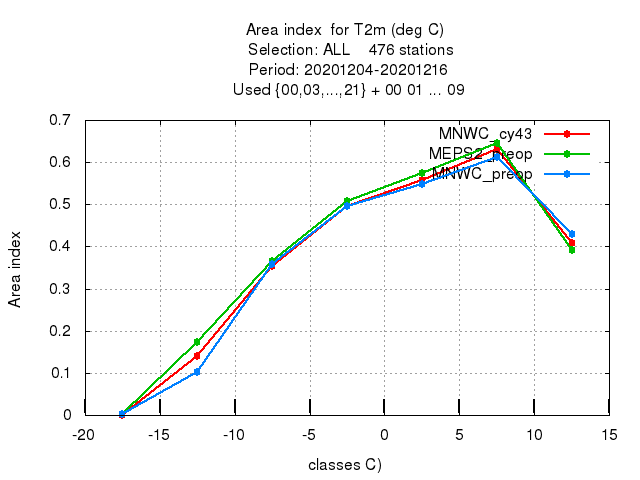 Area index  for T2m (deg C)
Selection: ALL    476 stations
Period: 20201204-20201216
Used {00,03,...,21} + 00 01 ... 09
0.7
0.6
0.5
0.4
0.3
0.2
0.1
0
Area index
MNWC_cy43
MEPS2_preop
MNWC_preop
-20 -15 -10 -5 0 5 10 15
classes C)